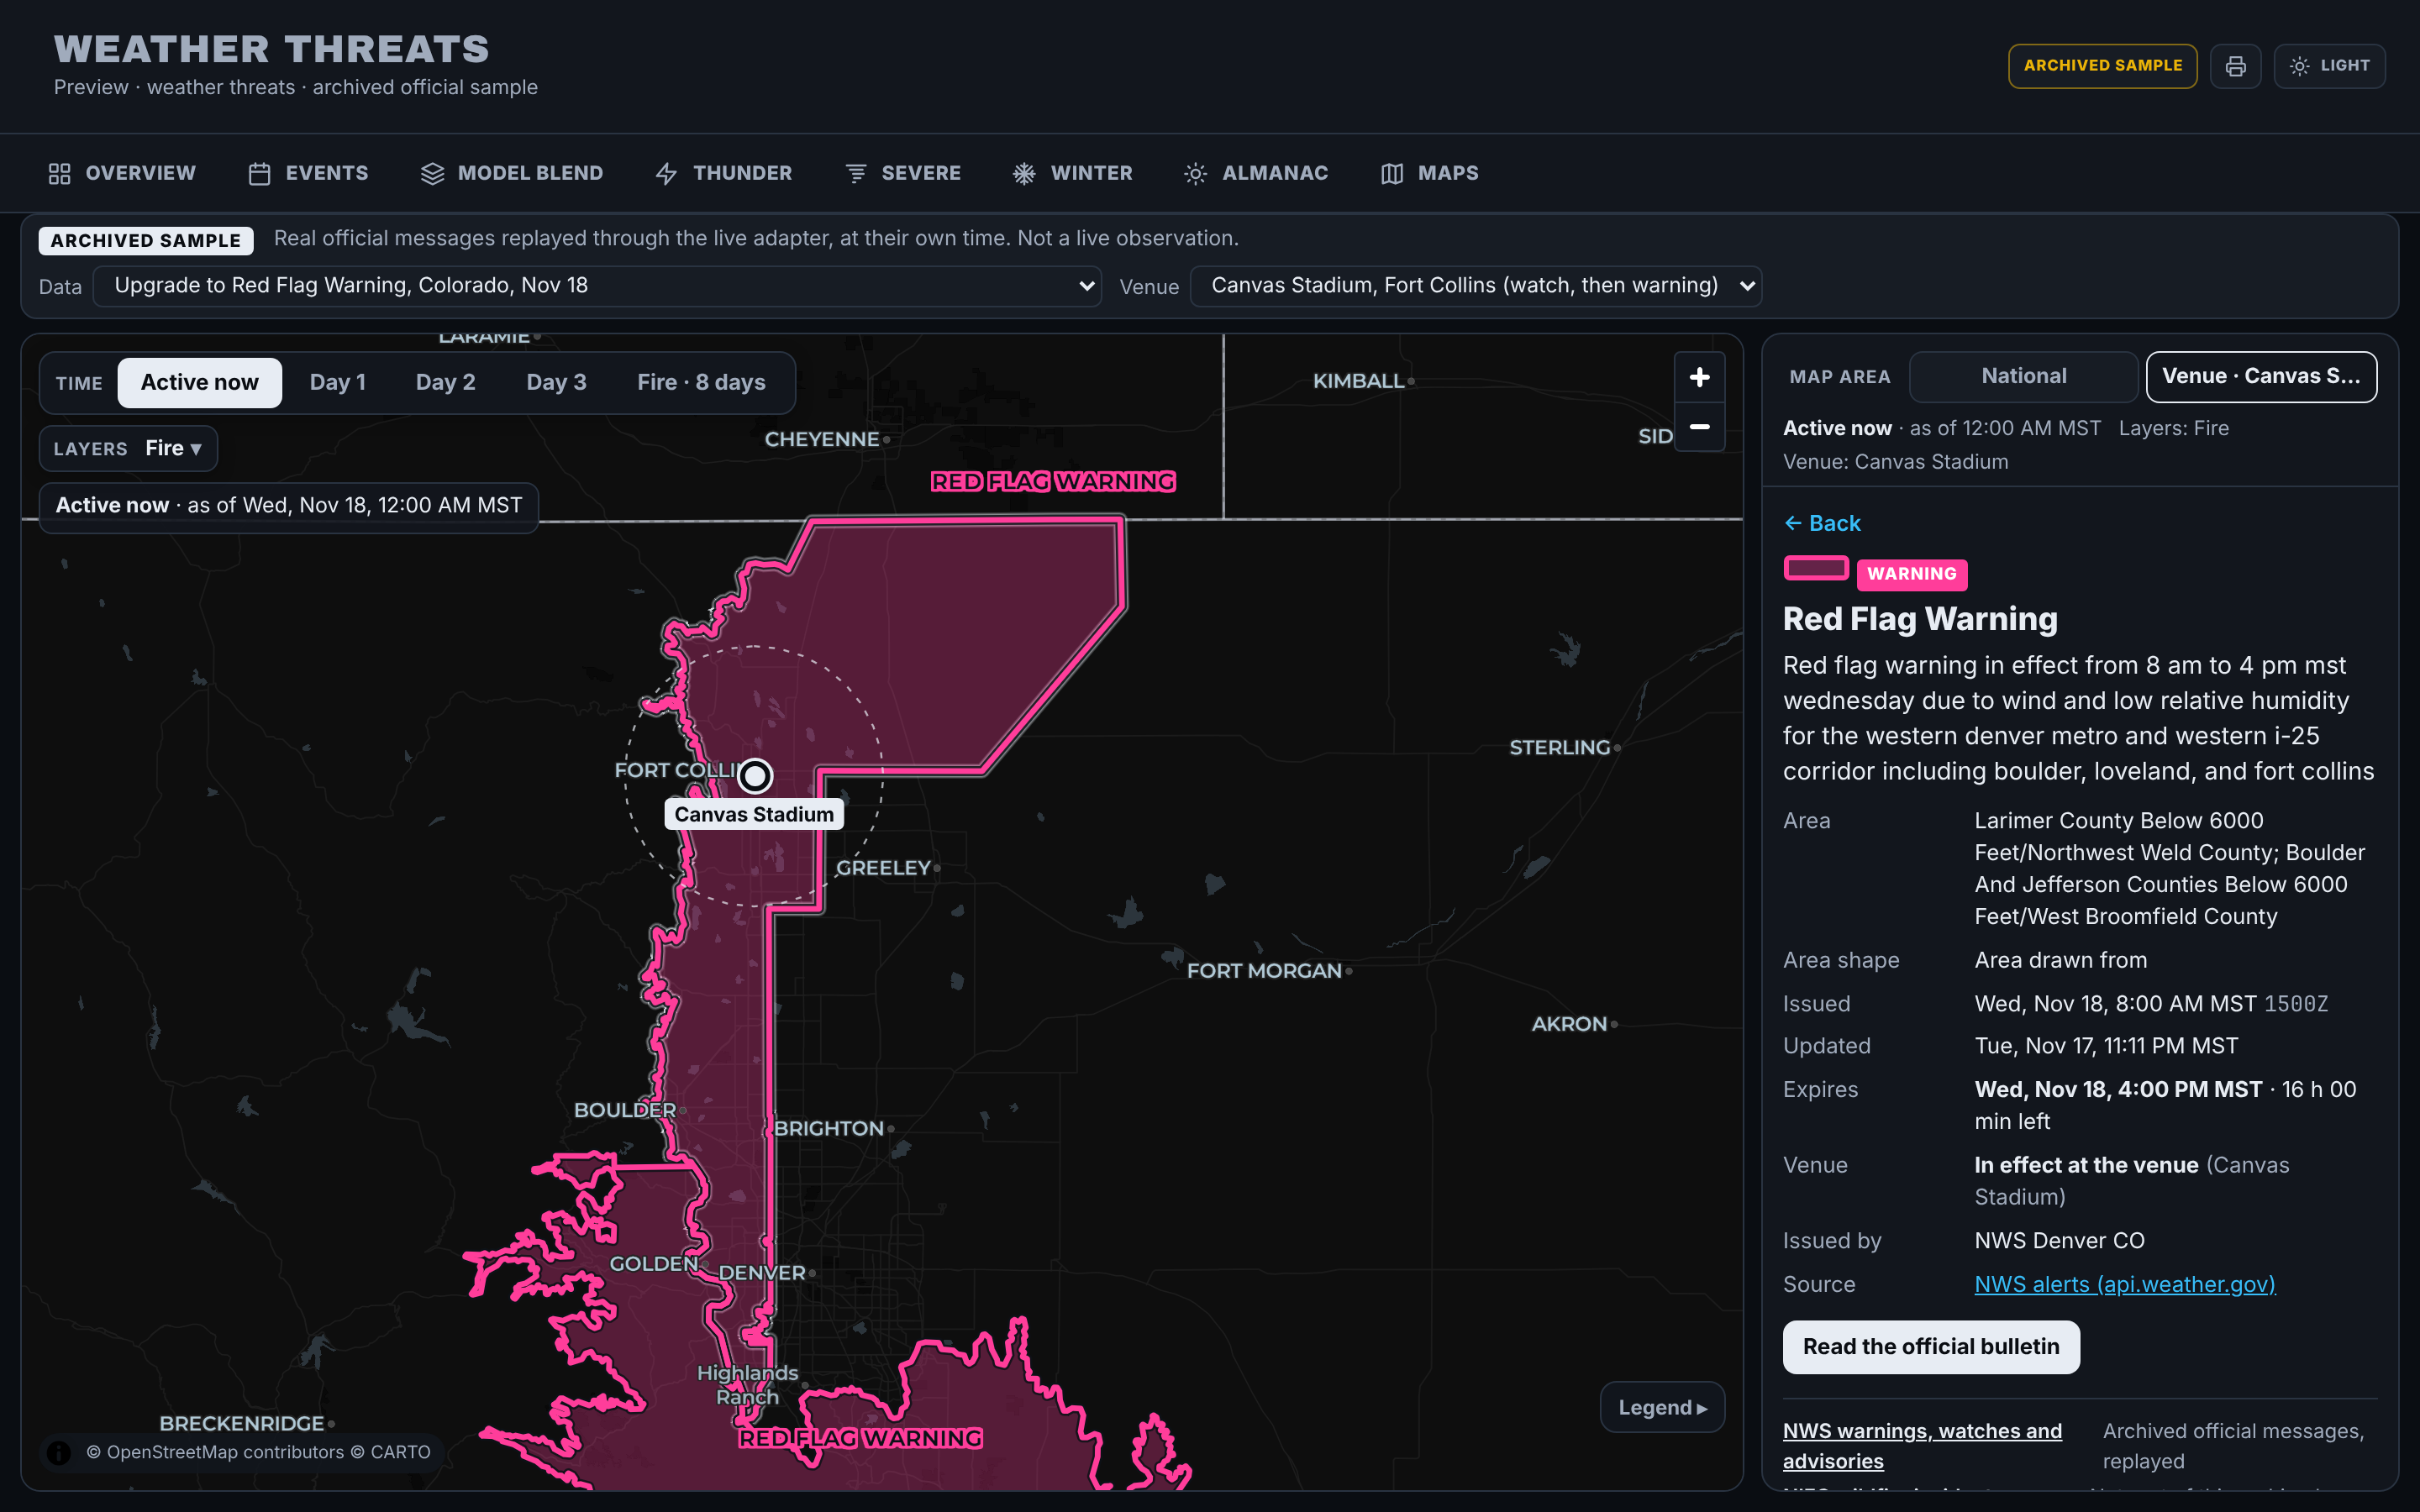 WEATHER THREATS
Preview · weather threats · archived official sample
ARCHIVED SAMPLE
LIGHT
OVERVIEW
EVENTS
MODEL BLEND
THUNDER
SEVERE
WINTER
ALMANAC
MAPS
ARCHIVED SAMPLE Real official messages replayed through the live adapter, at their own time. Not a live observation.
Data Upgrade to Red Flag Warning, Colorado, Nov 18
Venue Canvas Stadium, Fort Collins (watch, then warning)
LARAMIE
TIME Active now Day 1 Day 2 Day 3 Fire · 8 days
LAYERS Fire ▾
Active now · as of Wed, Nov 18, 12:00 AM MST
+
−
KIMBALL
CHEYENNE
SID
RED FLAG WARNING
FORT COLLI
Canvas Stadium
STERLING
GREELEY
FORT MORGAN
AKRON
BOULDER
BRIGHTON
GOLDEN
DENVER
Highlands
Ranch
BRECKENRIDGE
RED FLAG WARNING
Legend ▸
© OpenStreetMap contributors © CARTO
MAP AREA National Venue · Canvas S...
Active now · as of 12:00 AM MST Layers: Fire
Venue: Canvas Stadium
← Back
WARNING
Red Flag Warning
Red flag warning in effect from 8 am to 4 pm mst
wednesday due to wind and low relative humidity
for the western denver metro and western i-25
corridor including boulder, loveland, and fort collins
Area Larimer County Below 6000
Feet/Northwest Weld County; Boulder
And Jefferson Counties Below 6000
Feet/West Broomfield County
Area shape Area drawn from
Issued Wed, Nov 18, 8:00 AM MST 1500Z
Updated Tue, Nov 17, 11:11 PM MST
Expires Wed, Nov 18, 4:00 PM MST · 16 h 00
min left
Venue In effect at the venue (Canvas
Stadium)
Issued by NWS Denver CO
Source NWS alerts (api.weather.gov)
Read the official bulletin
NWS warnings, watches and
advisories
Archived official messages,
replayed